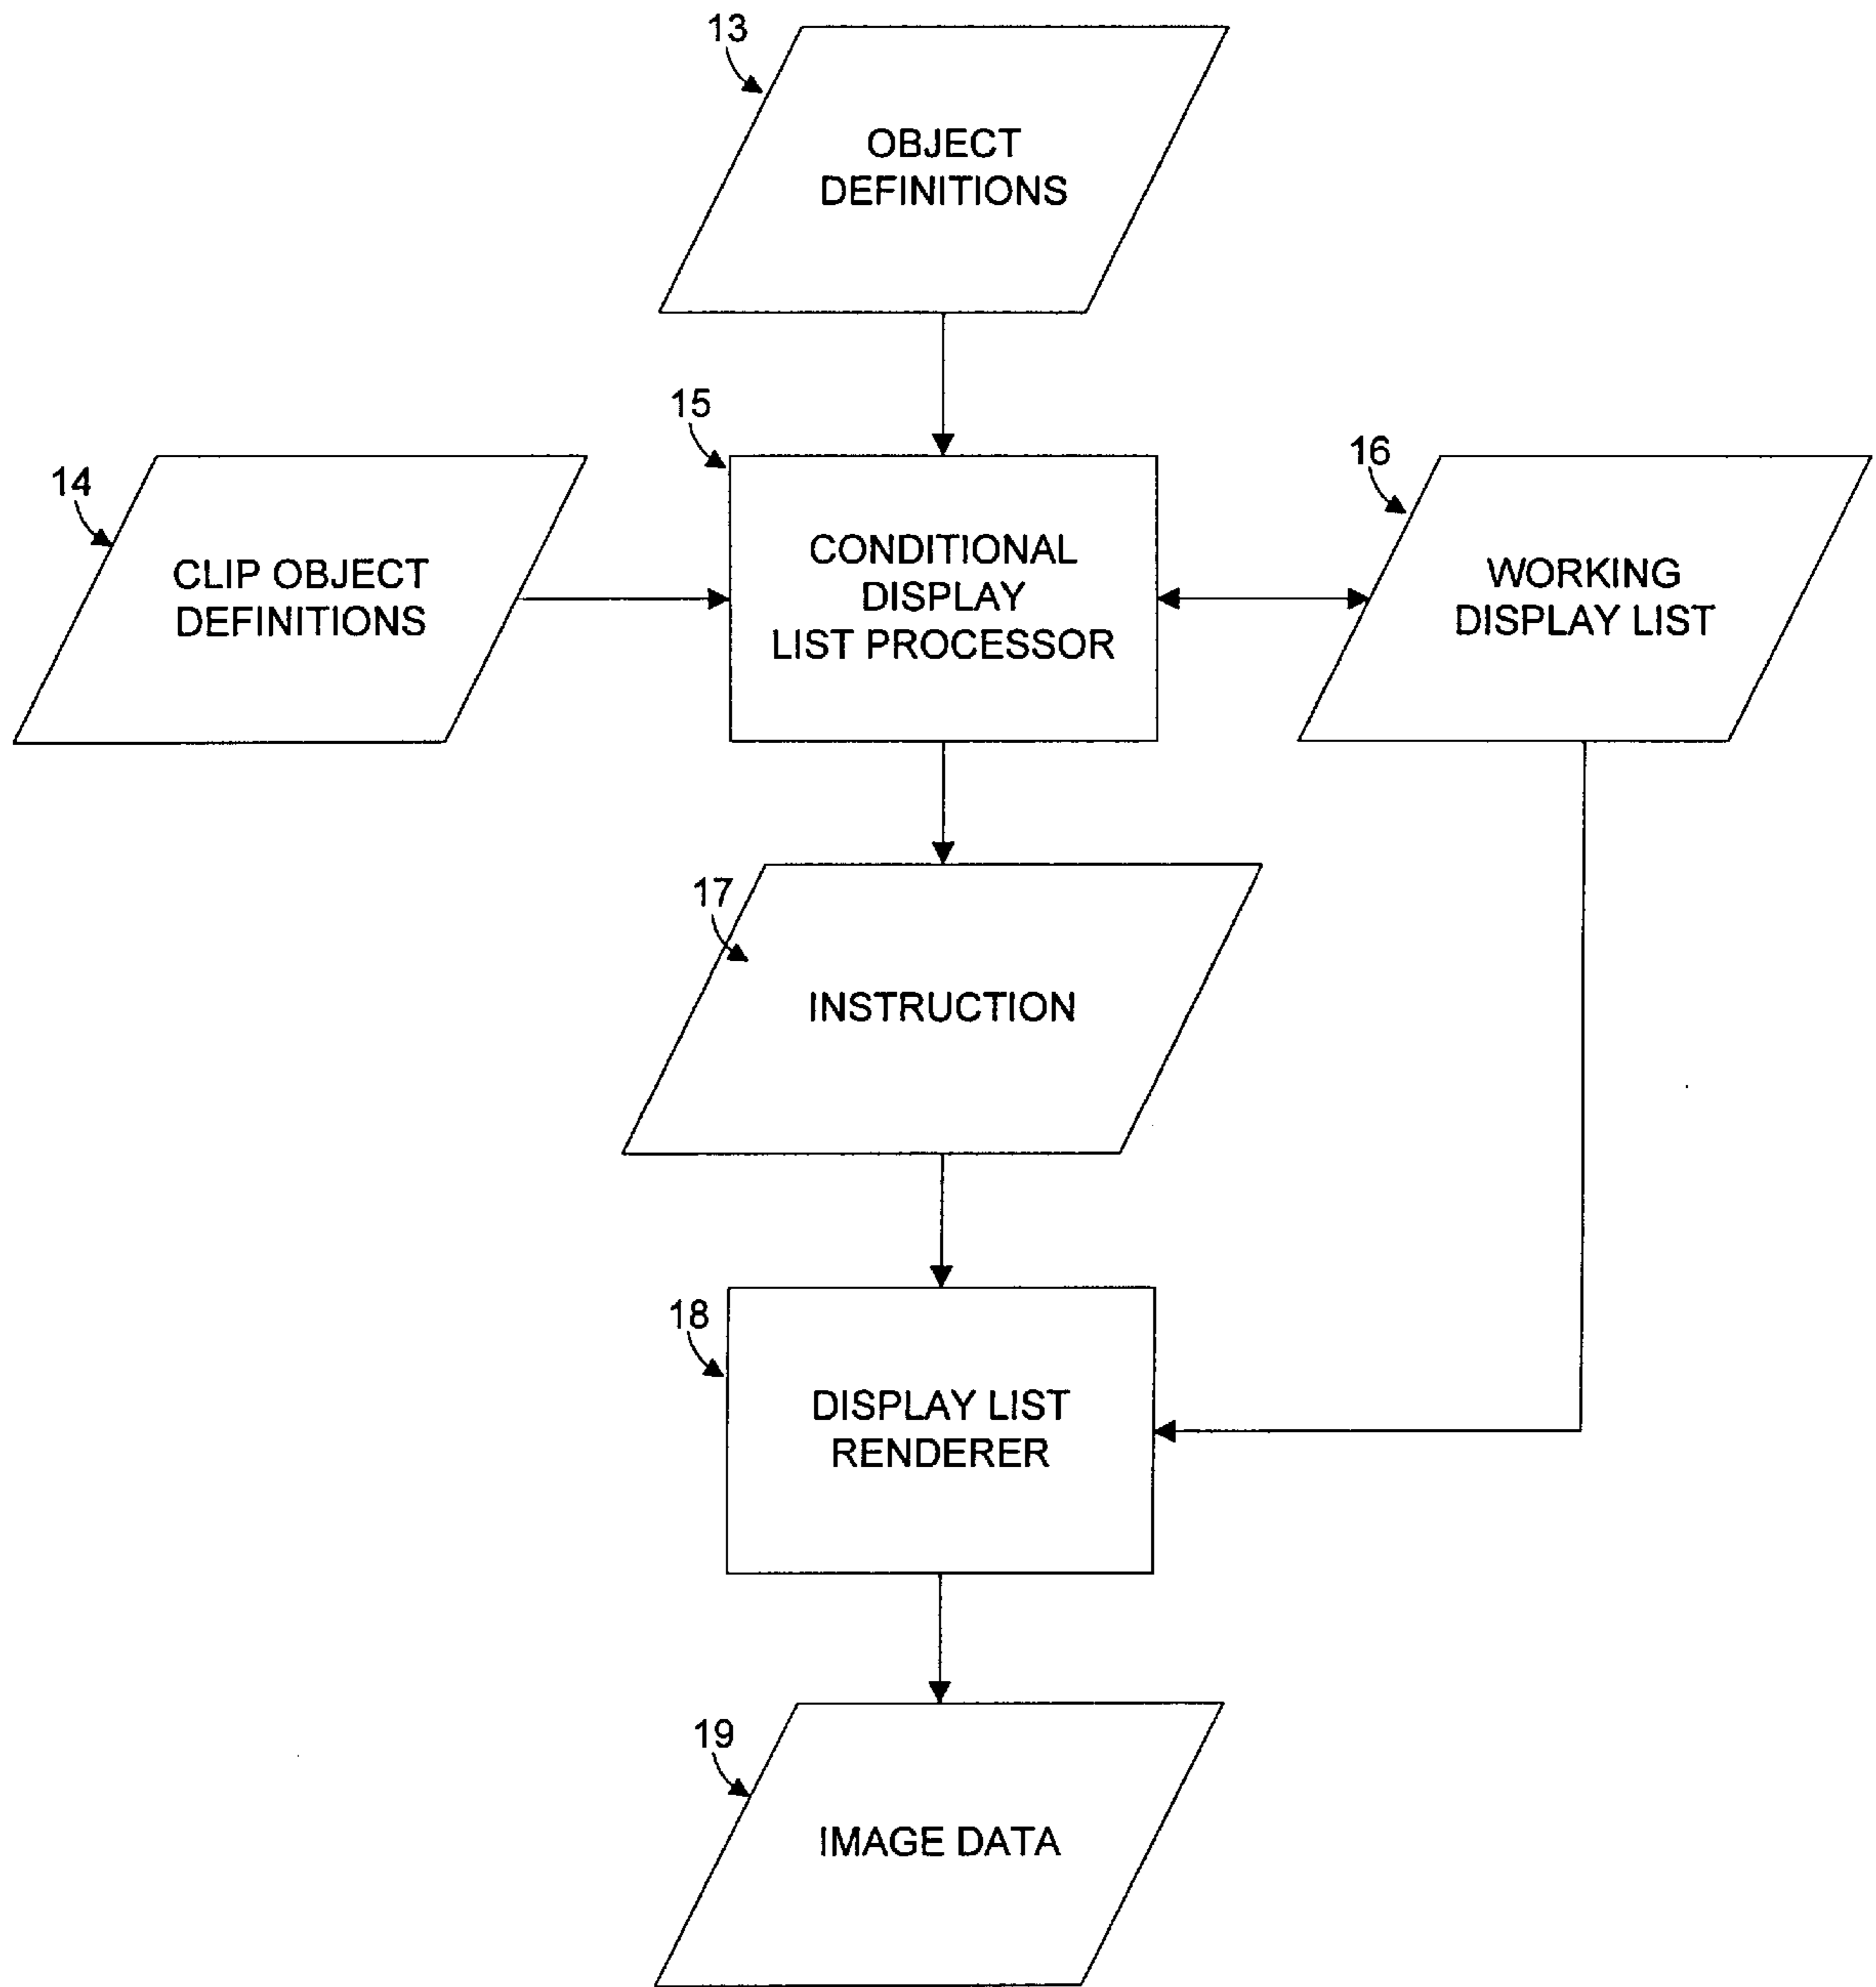 13
OBJECT
DEFINITIONS
15
16
14
CLIP OBJECT
DEFINITIONS
CONDITIONAL
DISPLAY
LIST PROCESSOR
WORKING
DISPLAY LIST
17
INSTRUCTION
18
DISPLAY LIST
RENDERER
19
IMAGE DATA